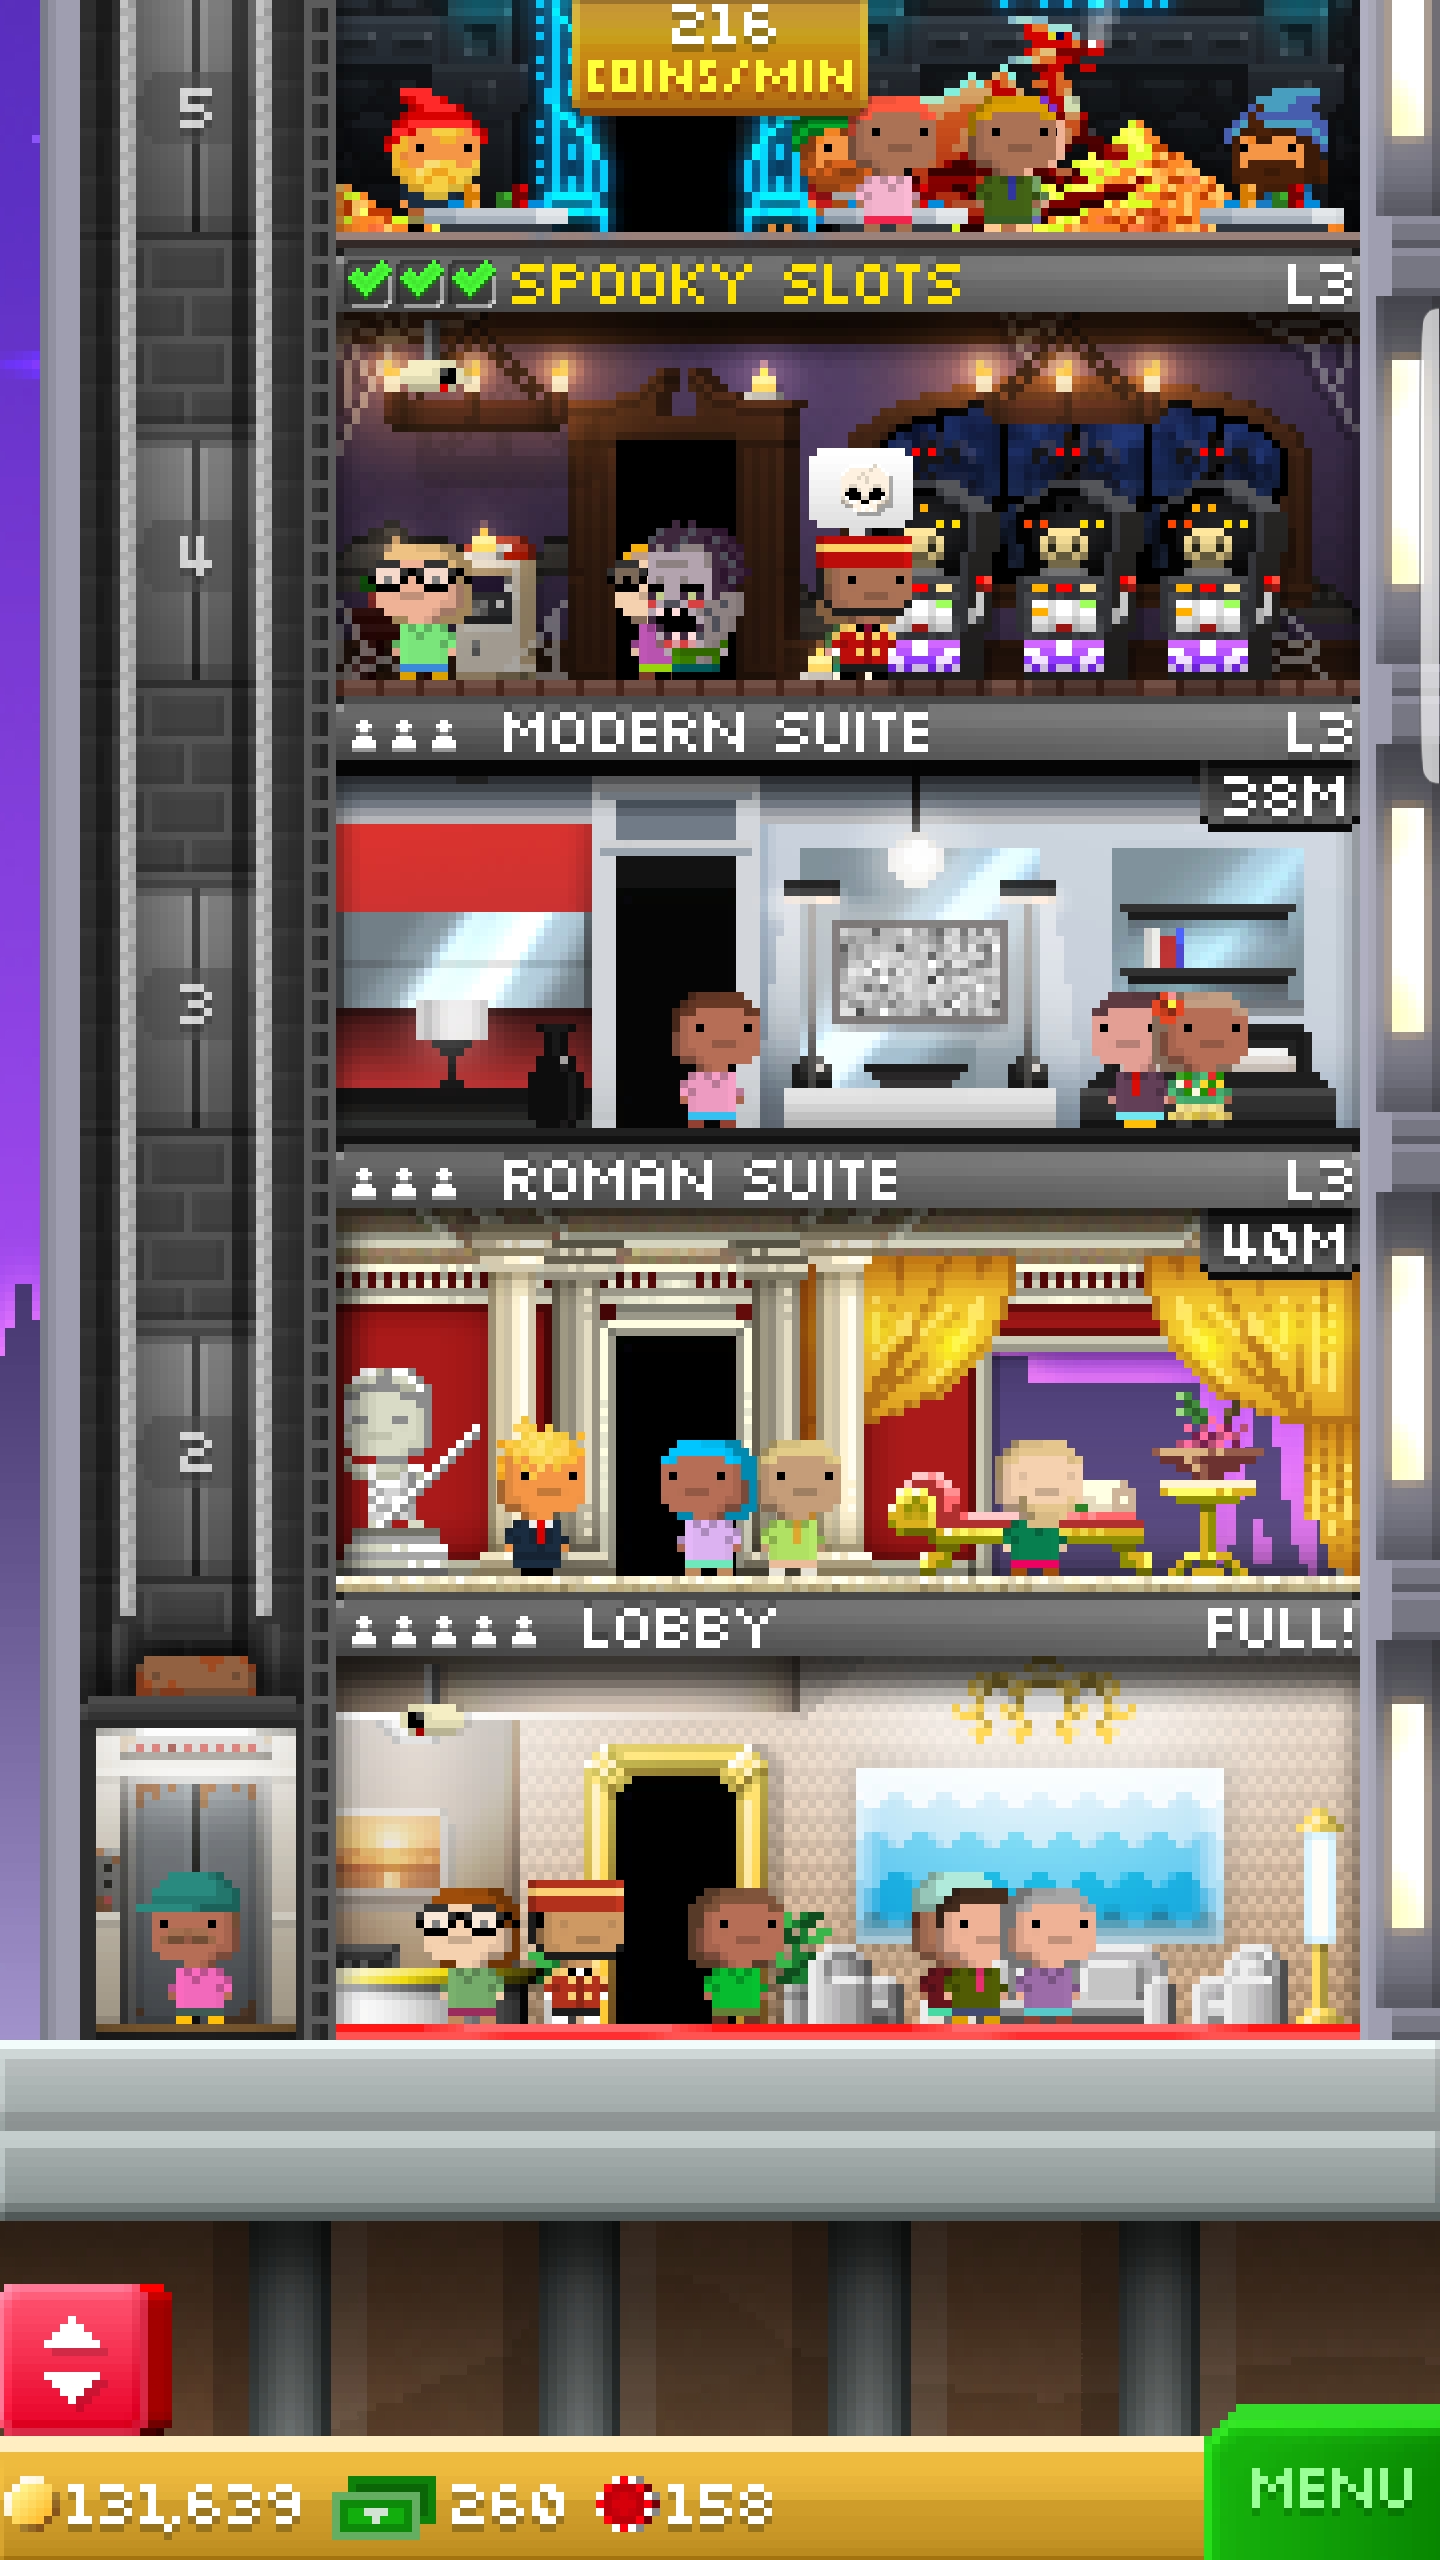 216
COINS/MIN
5
SPOOKY SLOTS L3
4
MODERN SUITE L3
38M
3
ROMAN SUITE L3
40M
2
LOBBY FULL!
131,639 260 158
MENU